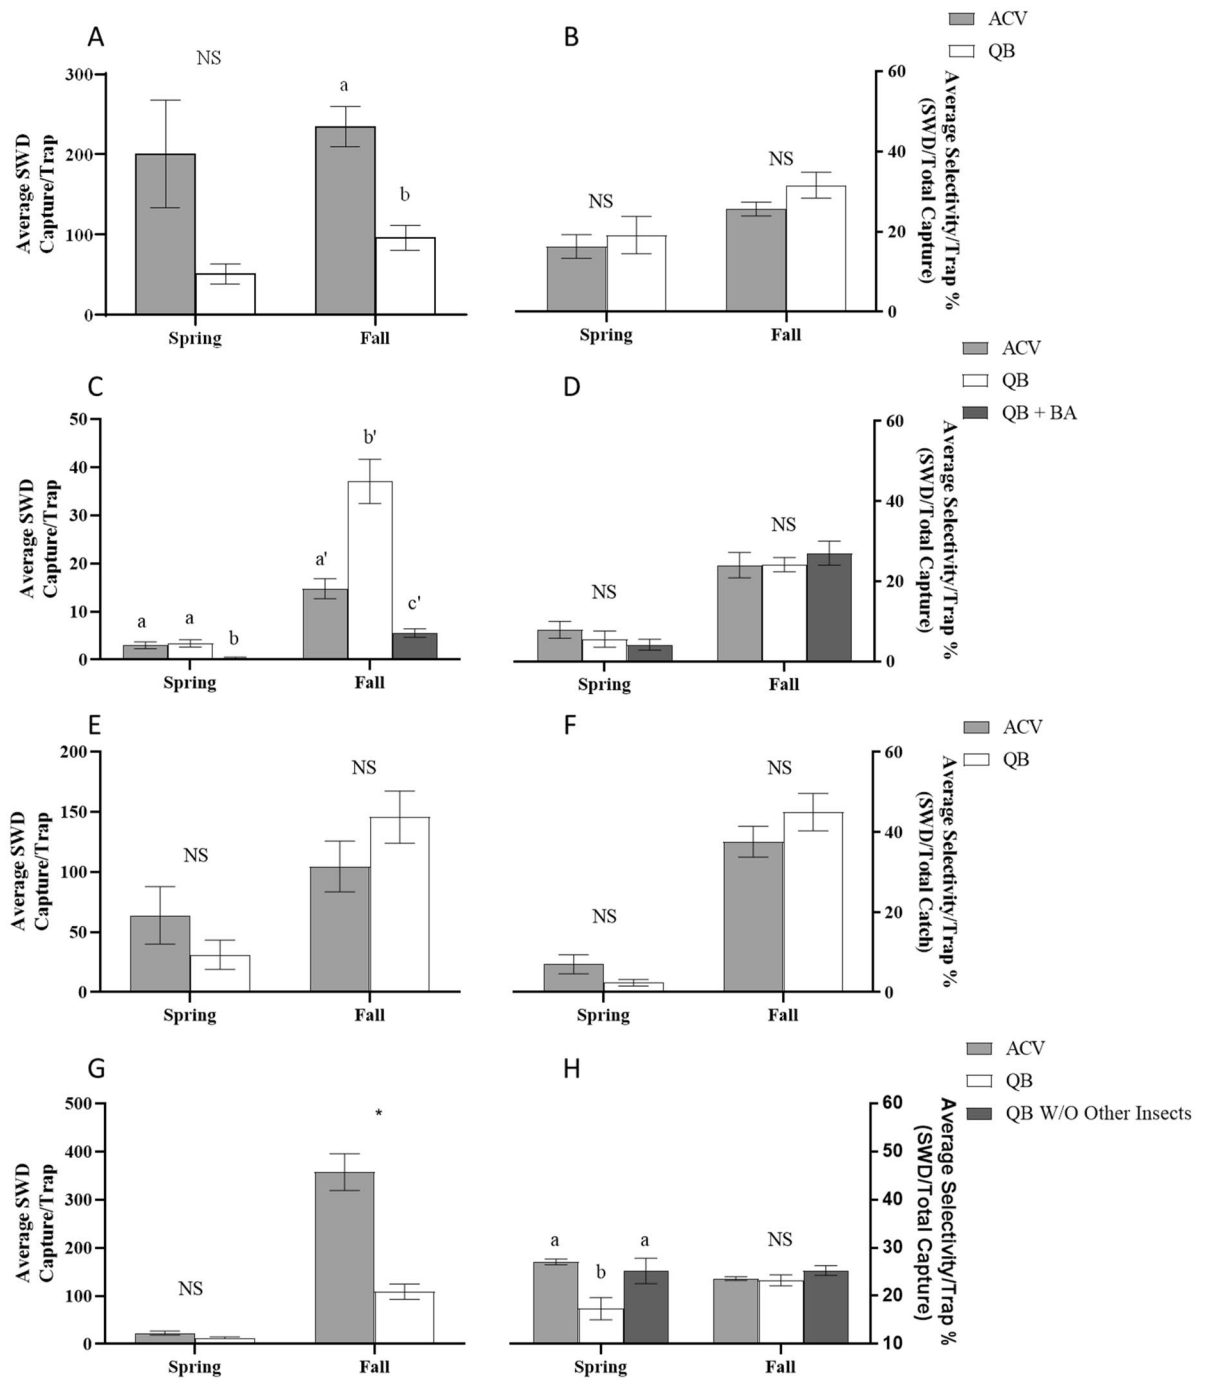 A
B
ACV
QB
NS
a
b
300
200
100
0
Average SWD
Capture/Trap
Spring
Fall
NS
NS
60
40
20
0
Average Selectivity/Trap %
(SWD/Total Capture)
Spring
Fall
C
D
ACV
QB
QB + BA
50
40
30
20
10
0
Average SWD
Capture/Trap
a
a
b
a'
b'
c'
Spring
Fall
NS
NS
60
40
20
0
Average Selectivity/Trap %
(SWD/Total Capture)
Spring
Fall
E
F
ACV
QB
200
150
100
50
0
Average SWD
Capture/Trap
NS
NS
Spring
Fall
NS
NS
60
40
20
0
Average Selectivity/Trap %
(SWD/Total Catch)
Spring
Fall
G
H
ACV
QB
QB W/O Other Insects
500
400
300
200
100
0
Average SWD
Capture/Trap
NS
*
Spring
Fall
a
b
a
NS
60
50
40
30
20
10
Average Selectivity/Trap %
(SWD/Total Capture)
Spring
Fall